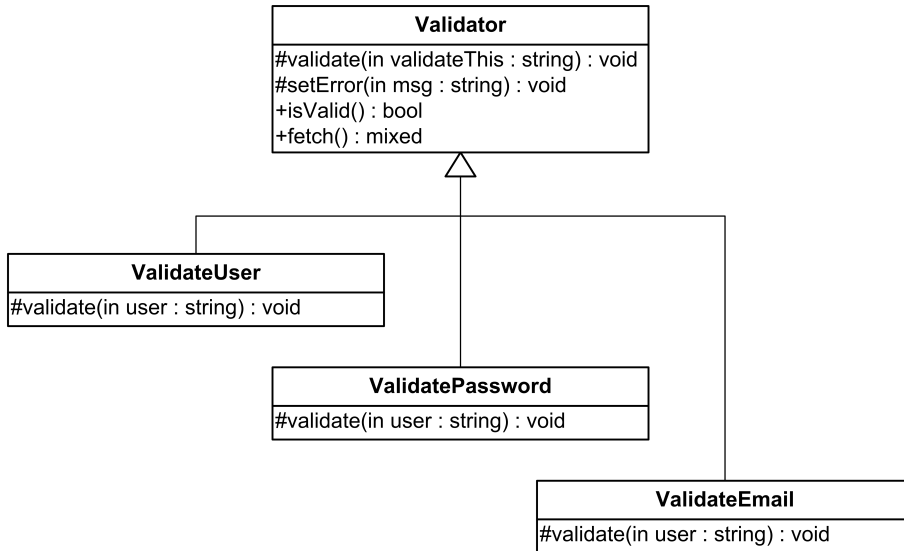 Validator
#validate(in validateThis : string) : void
#setError(in msg : string) : void
+isValid() : bool
+fetch() : mixed
ValidateUser
#validate(in user : string) : void
ValidatePassword
#validate(in user : string) : void
ValidateEmail
#validate(in user : string) : void